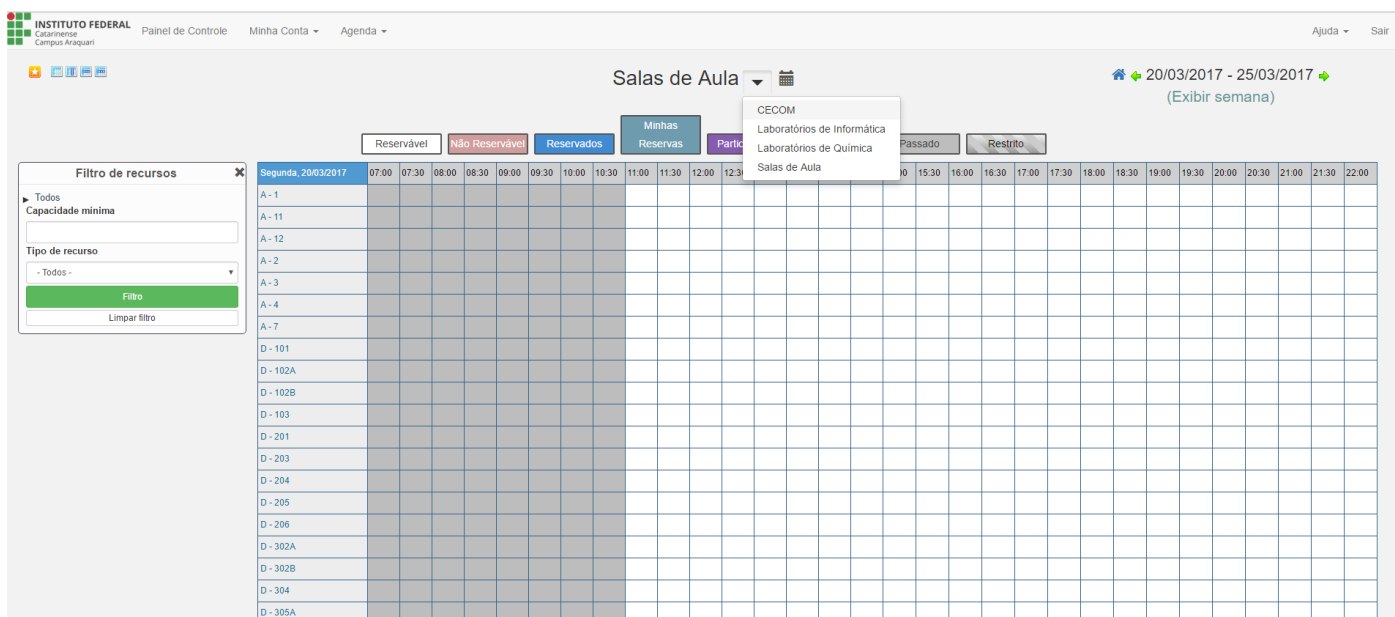 INSTITUTO FEDERAL
Catarinense
Campus Araquari
Painel de Controle Minha Conta Agenda Ajuda Sair
Salas de Aula
20/03/2017 - 25/03/2017
(Exibir semana)
CECOM
Laboratórios de Informática
Laboratórios de Química
Salas de Aula
Reservável Não Reservável Reservados Minhas Reservas Passado Restrito
Filtro de recursos
Todos
Capacidade mínima
Tipo de recurso
- Todos -
Filtro
Limpar filtro
Segunda, 20/03/2017 07:00 07:30 08:00 08:30 09:00 09:30 10:00 10:30 11:00 11:30 12:00 15:30 16:00 16:30 17:00 17:30 18:00 18:30 19:00 19:30 20:00 20:30 21:00 21:30 22:00
A - 1
A - 11
A - 12
A - 2
A - 3
A - 4
A - 7
D - 101
D - 102A
D - 102B
D - 103
D - 201
D - 203
D - 204
D - 205
D - 206
D - 302A
D - 302B
D - 304
D - 305A